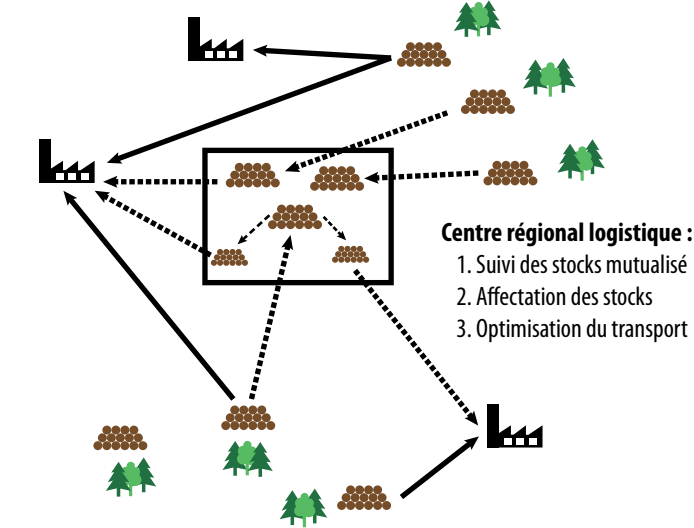 Centre régional logistique :
1. Suivi des stocks mutualisé
2. Affectation des stocks
3. Optimisation du transport